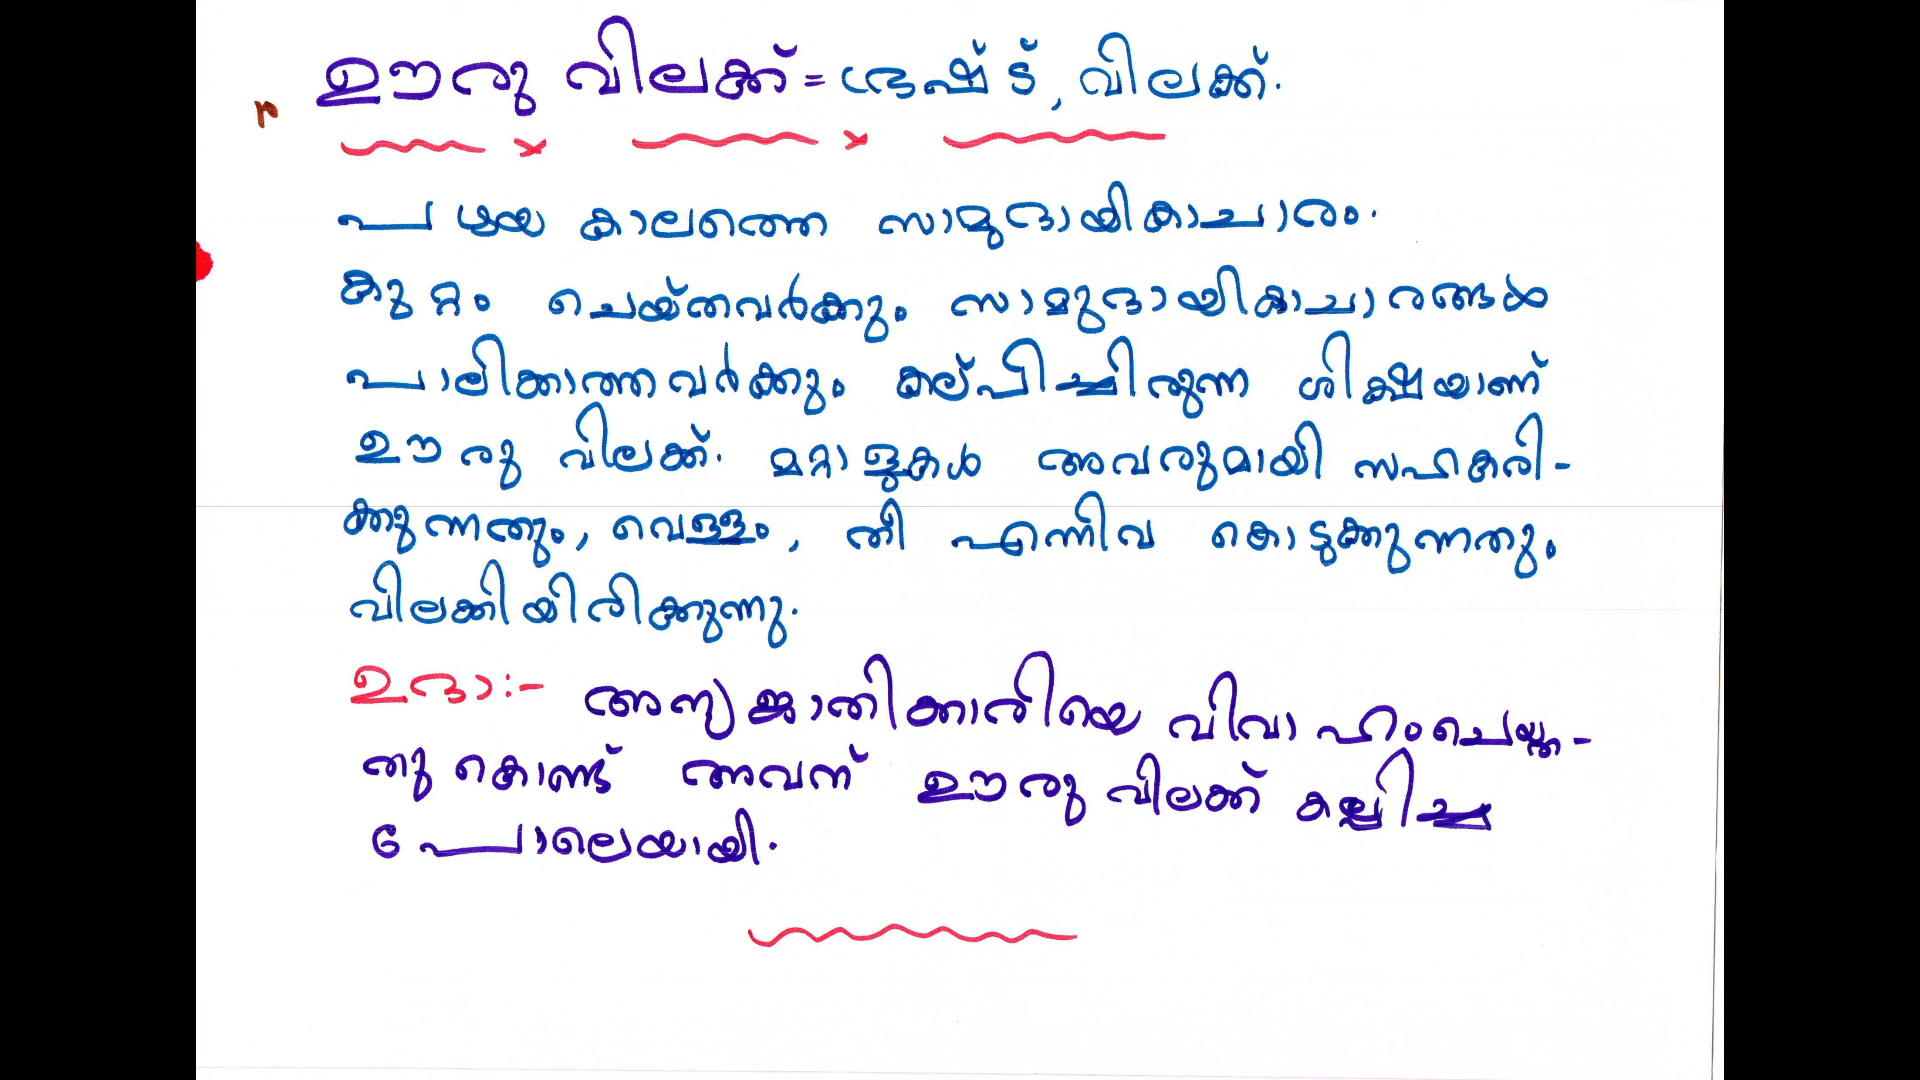 ഊരു വിലക്ക് = ഭ്രഷ്ട്, വിലക്ക്.
പഴയ കാലത്തെ സാമുദായികാചാരം.
കുറ്റം ചെയ്തവർക്കും സാമുദായികാചാരങ്ങൾ
പാലിക്കാത്തവർക്കും കല്പിച്ചിരുന്ന ശിക്ഷയാണ്
ഊരു വിലക്ക്. മറ്റാളുകൾ അവരുമായി സഹകരി-
ക്കുന്നതും, വെള്ളം, തീ എന്നിവ കൊടുക്കുന്നതും
വിലക്കിയിരിക്കുന്നു.
ഉദാ:- അന്യജാതിക്കാരിയെ വിവാഹംചെയ്ത-
തുകൊണ്ട് അവന് ഊരു വിലക്ക് കല്പിച്ച
പോലെയായി.